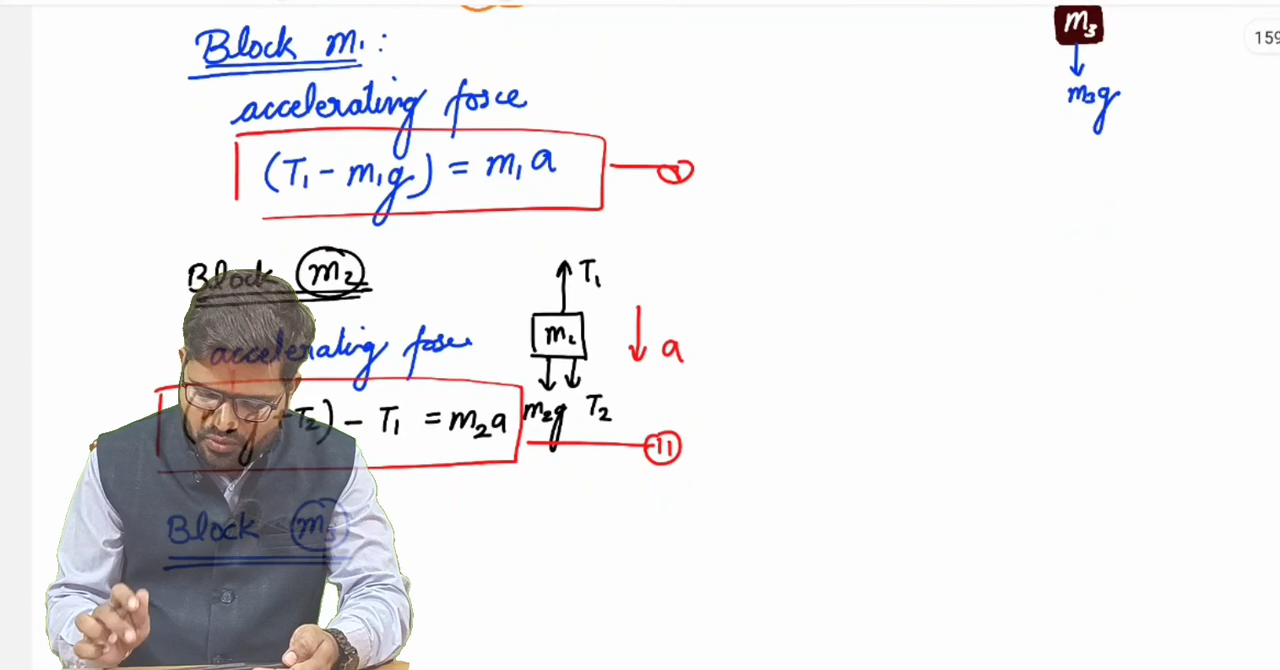 Block m₁ :
accelerating force
(T₁ - m₁g) = m₁a
I
Block m₂
accelerating force
T₂) - T₁ = m₂a
II
T₁
m₂
a
m₂g T₂
Block m₃
m₃
m₃g
159